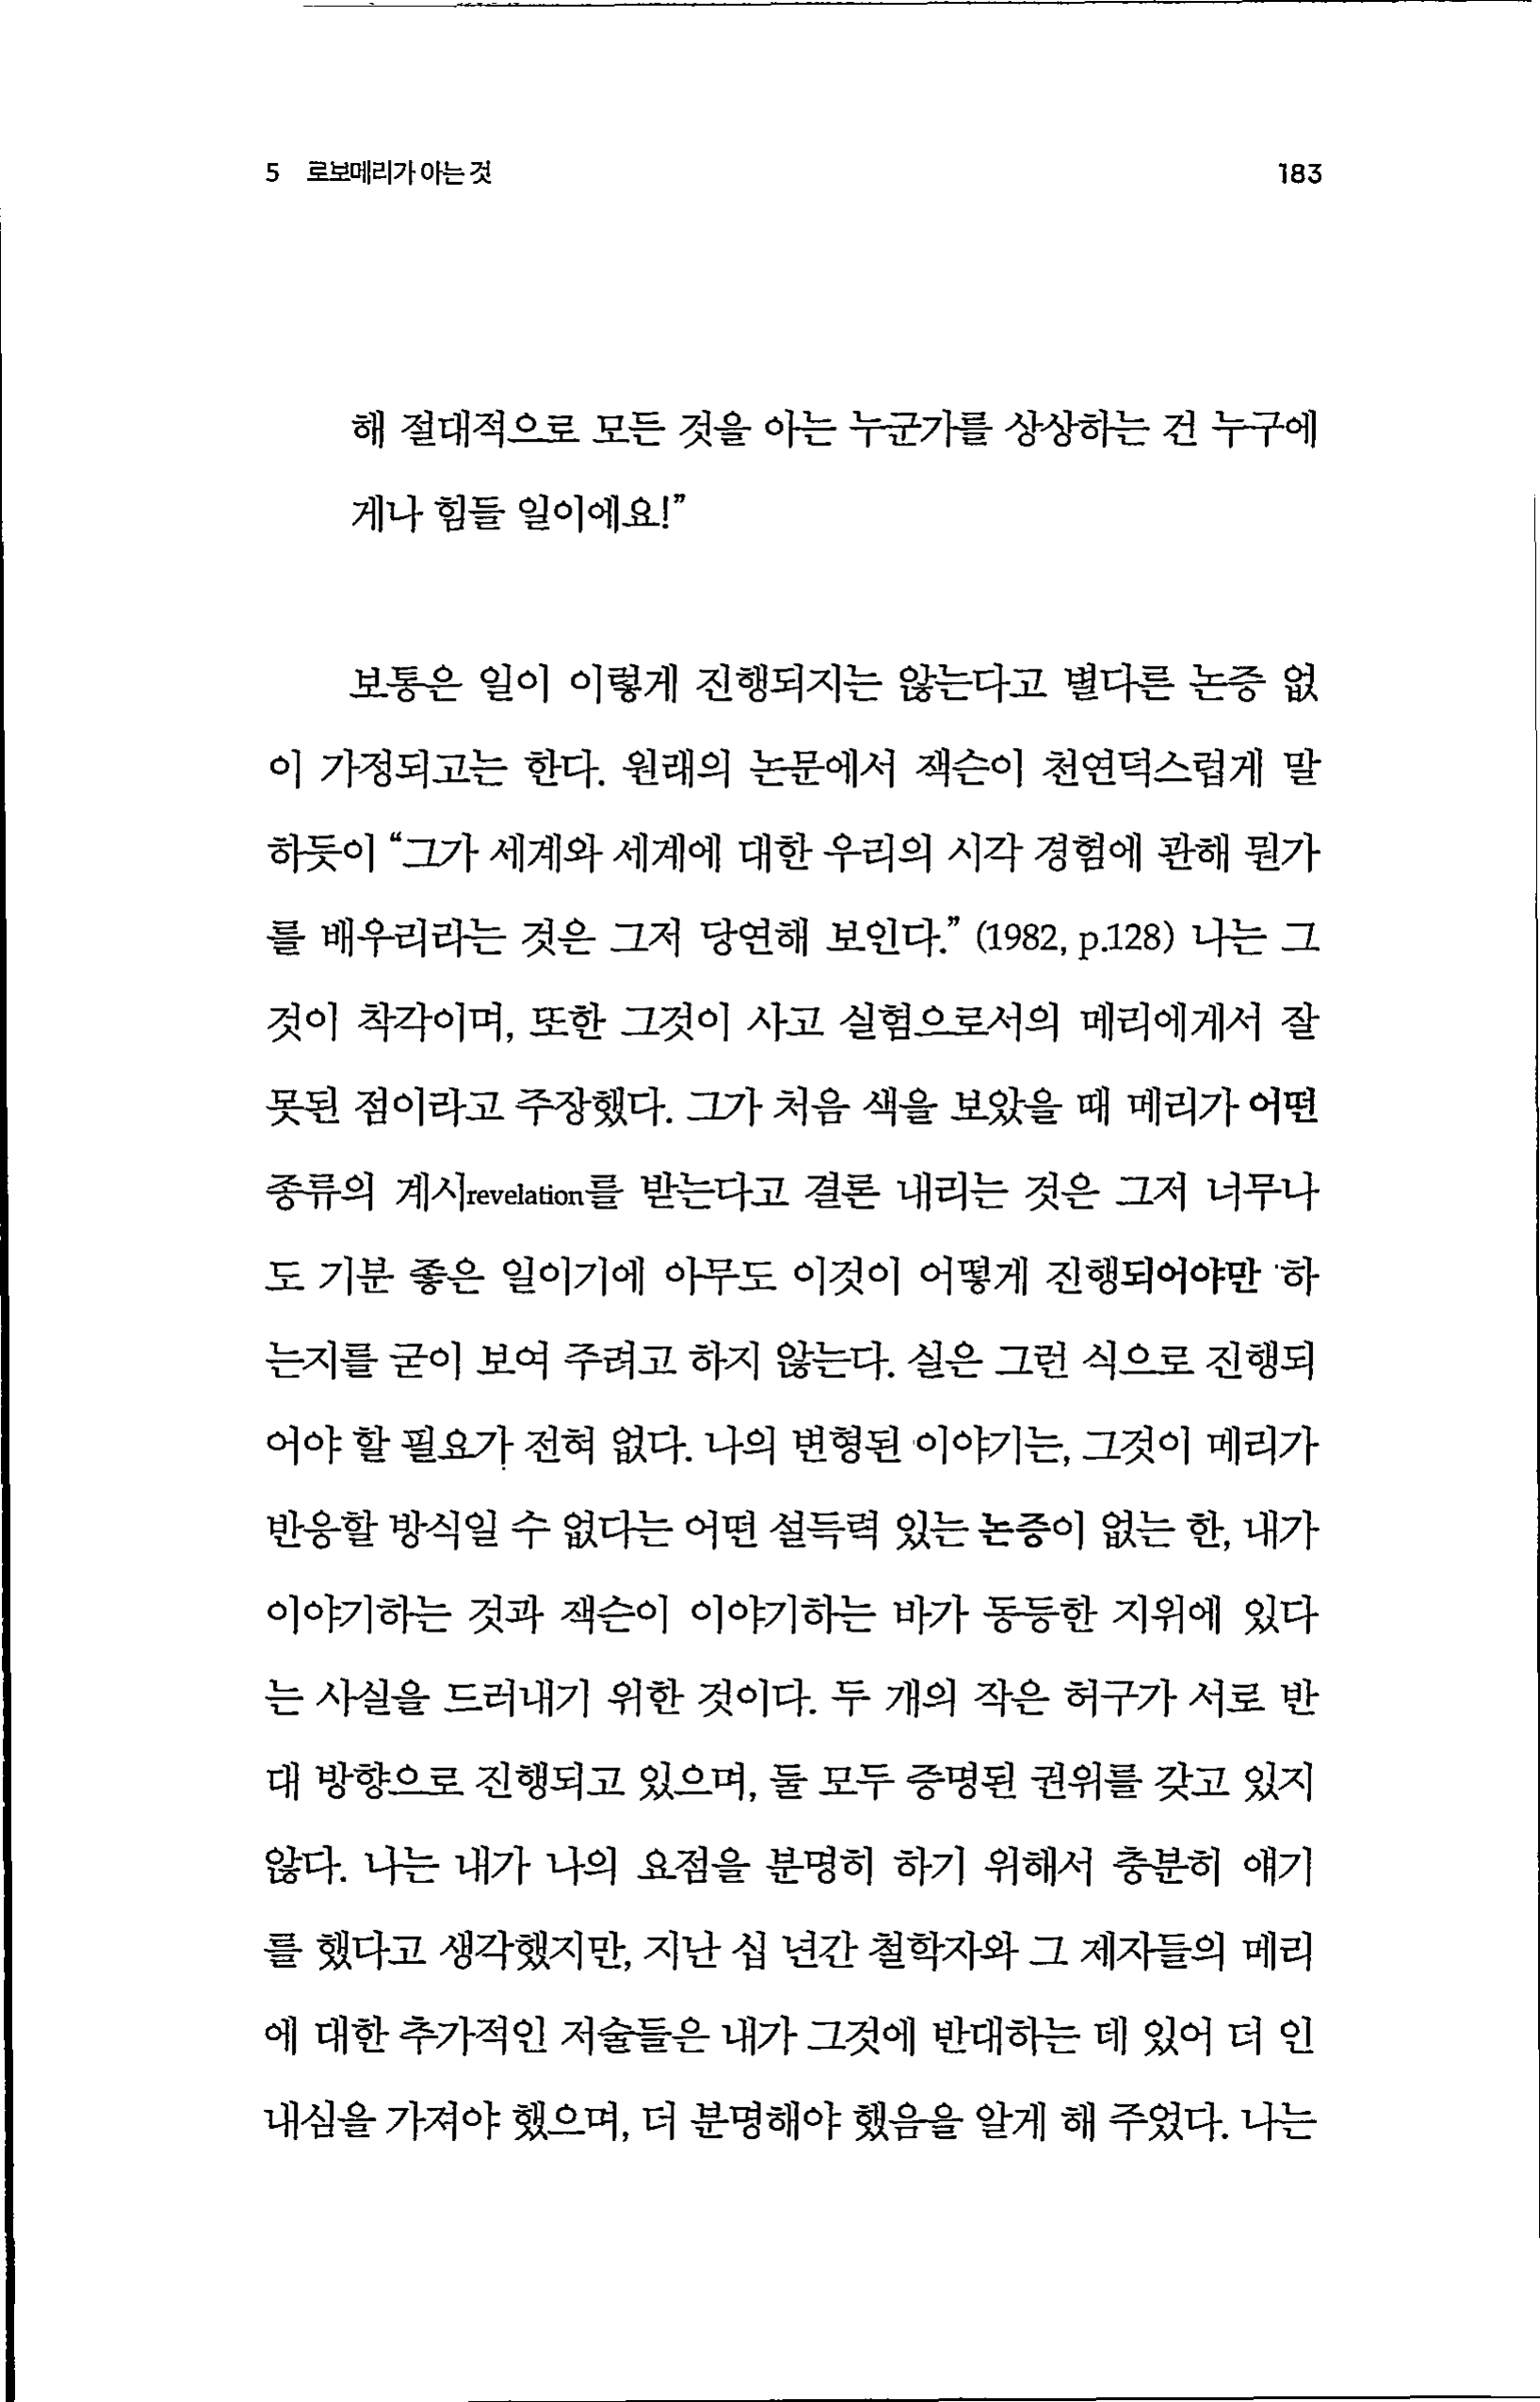 5 로보메리가 아는 것 183
해 절대적으로 모든 것을 아는 누군가를 상상하는 건 누구에
게나 힘들 일이에요!”
보통은 일이 이렇게 진행되지는 않는다고 별다른 논증 없
이 가정되고는 한다. 원래의 논문에서 잭슨이 천연덕스럽게 말
하듯이 “그가 세계와 세계에 대한 우리의 시각 경험에 관해 뭔가
를 배우리라는 것은 그저 당연해 보인다.” (1982, p.128) 나는 그
것이 착각이며, 또한 그것이 사고 실험으로서의 메리에게서 잘
못된 점이라고 주장했다. 그가 처음 색을 보았을 때 메리가 어떤
종류의 계시revelation를 받는다고 결론 내리는 것은 그저 너무나
도 기분 좋은 일이기에 아무도 이것이 어떻게 진행되어야만 하
는지를 굳이 보여 주려고 하지 않는다. 실은 그런 식으로 진행되
어야 할 필요가 전혀 없다. 나의 변형된 이야기는, 그것이 메리가
반응할 방식일 수 없다는 어떤 설득력 있는 논증이 없는 한, 내가
이야기하는 것과 잭슨이 이야기하는 바가 동등한 지위에 있다
는 사실을 드러내기 위한 것이다. 두 개의 작은 허구가 서로 반
대 방향으로 진행되고 있으며, 둘 모두 증명된 권위를 갖고 있지
않다. 나는 내가 나의 요점을 분명히 하기 위해서 충분히 얘기
를 했다고 생각했지만, 지난 십 년간 철학자와 그 제자들의 메리
에 대한 추가적인 저술들은 내가 그것에 반대하는 데 있어 더 인
내심을 가져야 했으며, 더 분명해야 했음을 알게 해 주었다. 나는